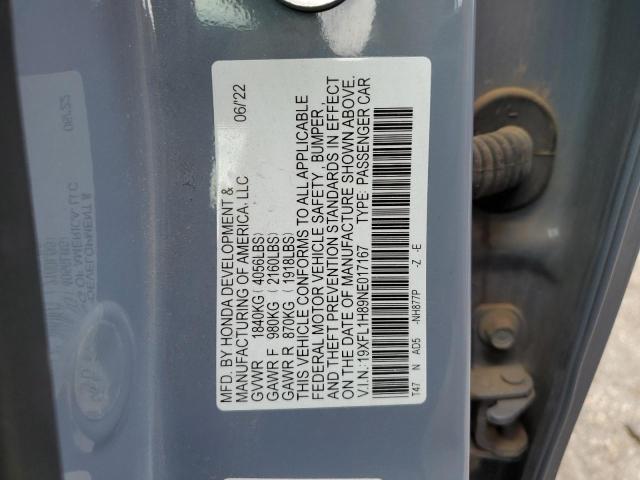 MFD. BY HONDA DEVELOPMENT &
MANUFACTURING OF AMERICA, LLC 06/22
GVWR 1840KG (4056LBS)
GAWR F 980KG (2160LBS)
GAWR R 870KG (1918LBS)
THIS VEHICLE CONFORMS TO ALL APPLICABLE
FEDERAL MOTOR VEHICLE SAFETY, BUMPER,
AND THEFT PREVENTION STANDARDS IN EFFECT
ON THE DATE OF MANUFACTURE SHOWN ABOVE.
V.I.N.: 19XFL1H89NE017167 TYPE: PASSENGER CAR
T47 N AD5 -NH877P -Z -E